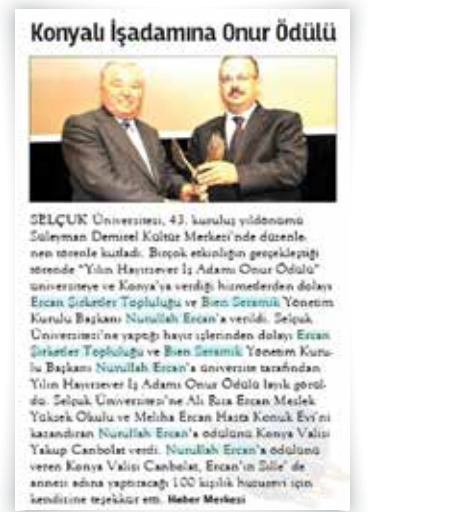 Konyalı İşadamına Onur Ödülü
SELÇUK Üniversitesi, 43. kuruluş yıldönümü
Süleyman Demirel Kültür Merkezi'nde düzenle-
nen törenle kutladı. Birçok etkinliğin gerçekleştiği
törende "Yılın Hayırsever İş Adamı Onur Ödülü"
üniversiteye ve Konya'ya verdiği hizmetlerden dolayı
Ercan Şirketler Topluluğu ve Bien Seramik Yönetim
Kurulu Başkanı Nurullah Ercan'a verildi. Selçuk
Üniversitesi'ne yaptığı hayır işlerinden dolayı Ercan
Şirketler Topluluğu ve Bien Seramik Yönetim Kuru-
lu Başkanı Nurullah Ercan'a üniversite tarafından
Yılın Hayırsever İş Adamı Onur Ödülü layık görül-
dü. Selçuk Üniversitesi'ne Ali Rıza Ercan Meslek
Yüksek Okulu ve Meliha Ercan Hasta Konuk Evi'ni
kazandıran Nurullah Ercan'a ödülünü Konya Valisi
Yakup Canbolat verdi. Nurullah Ercan'a ödülünü
veren Konya Valisi Canbolat, Ercan'ın Sille' de
annesi adına yaptıracağı 100 kişilik huzurevi için
kendisine teşekkür etti. Haber Merkezi